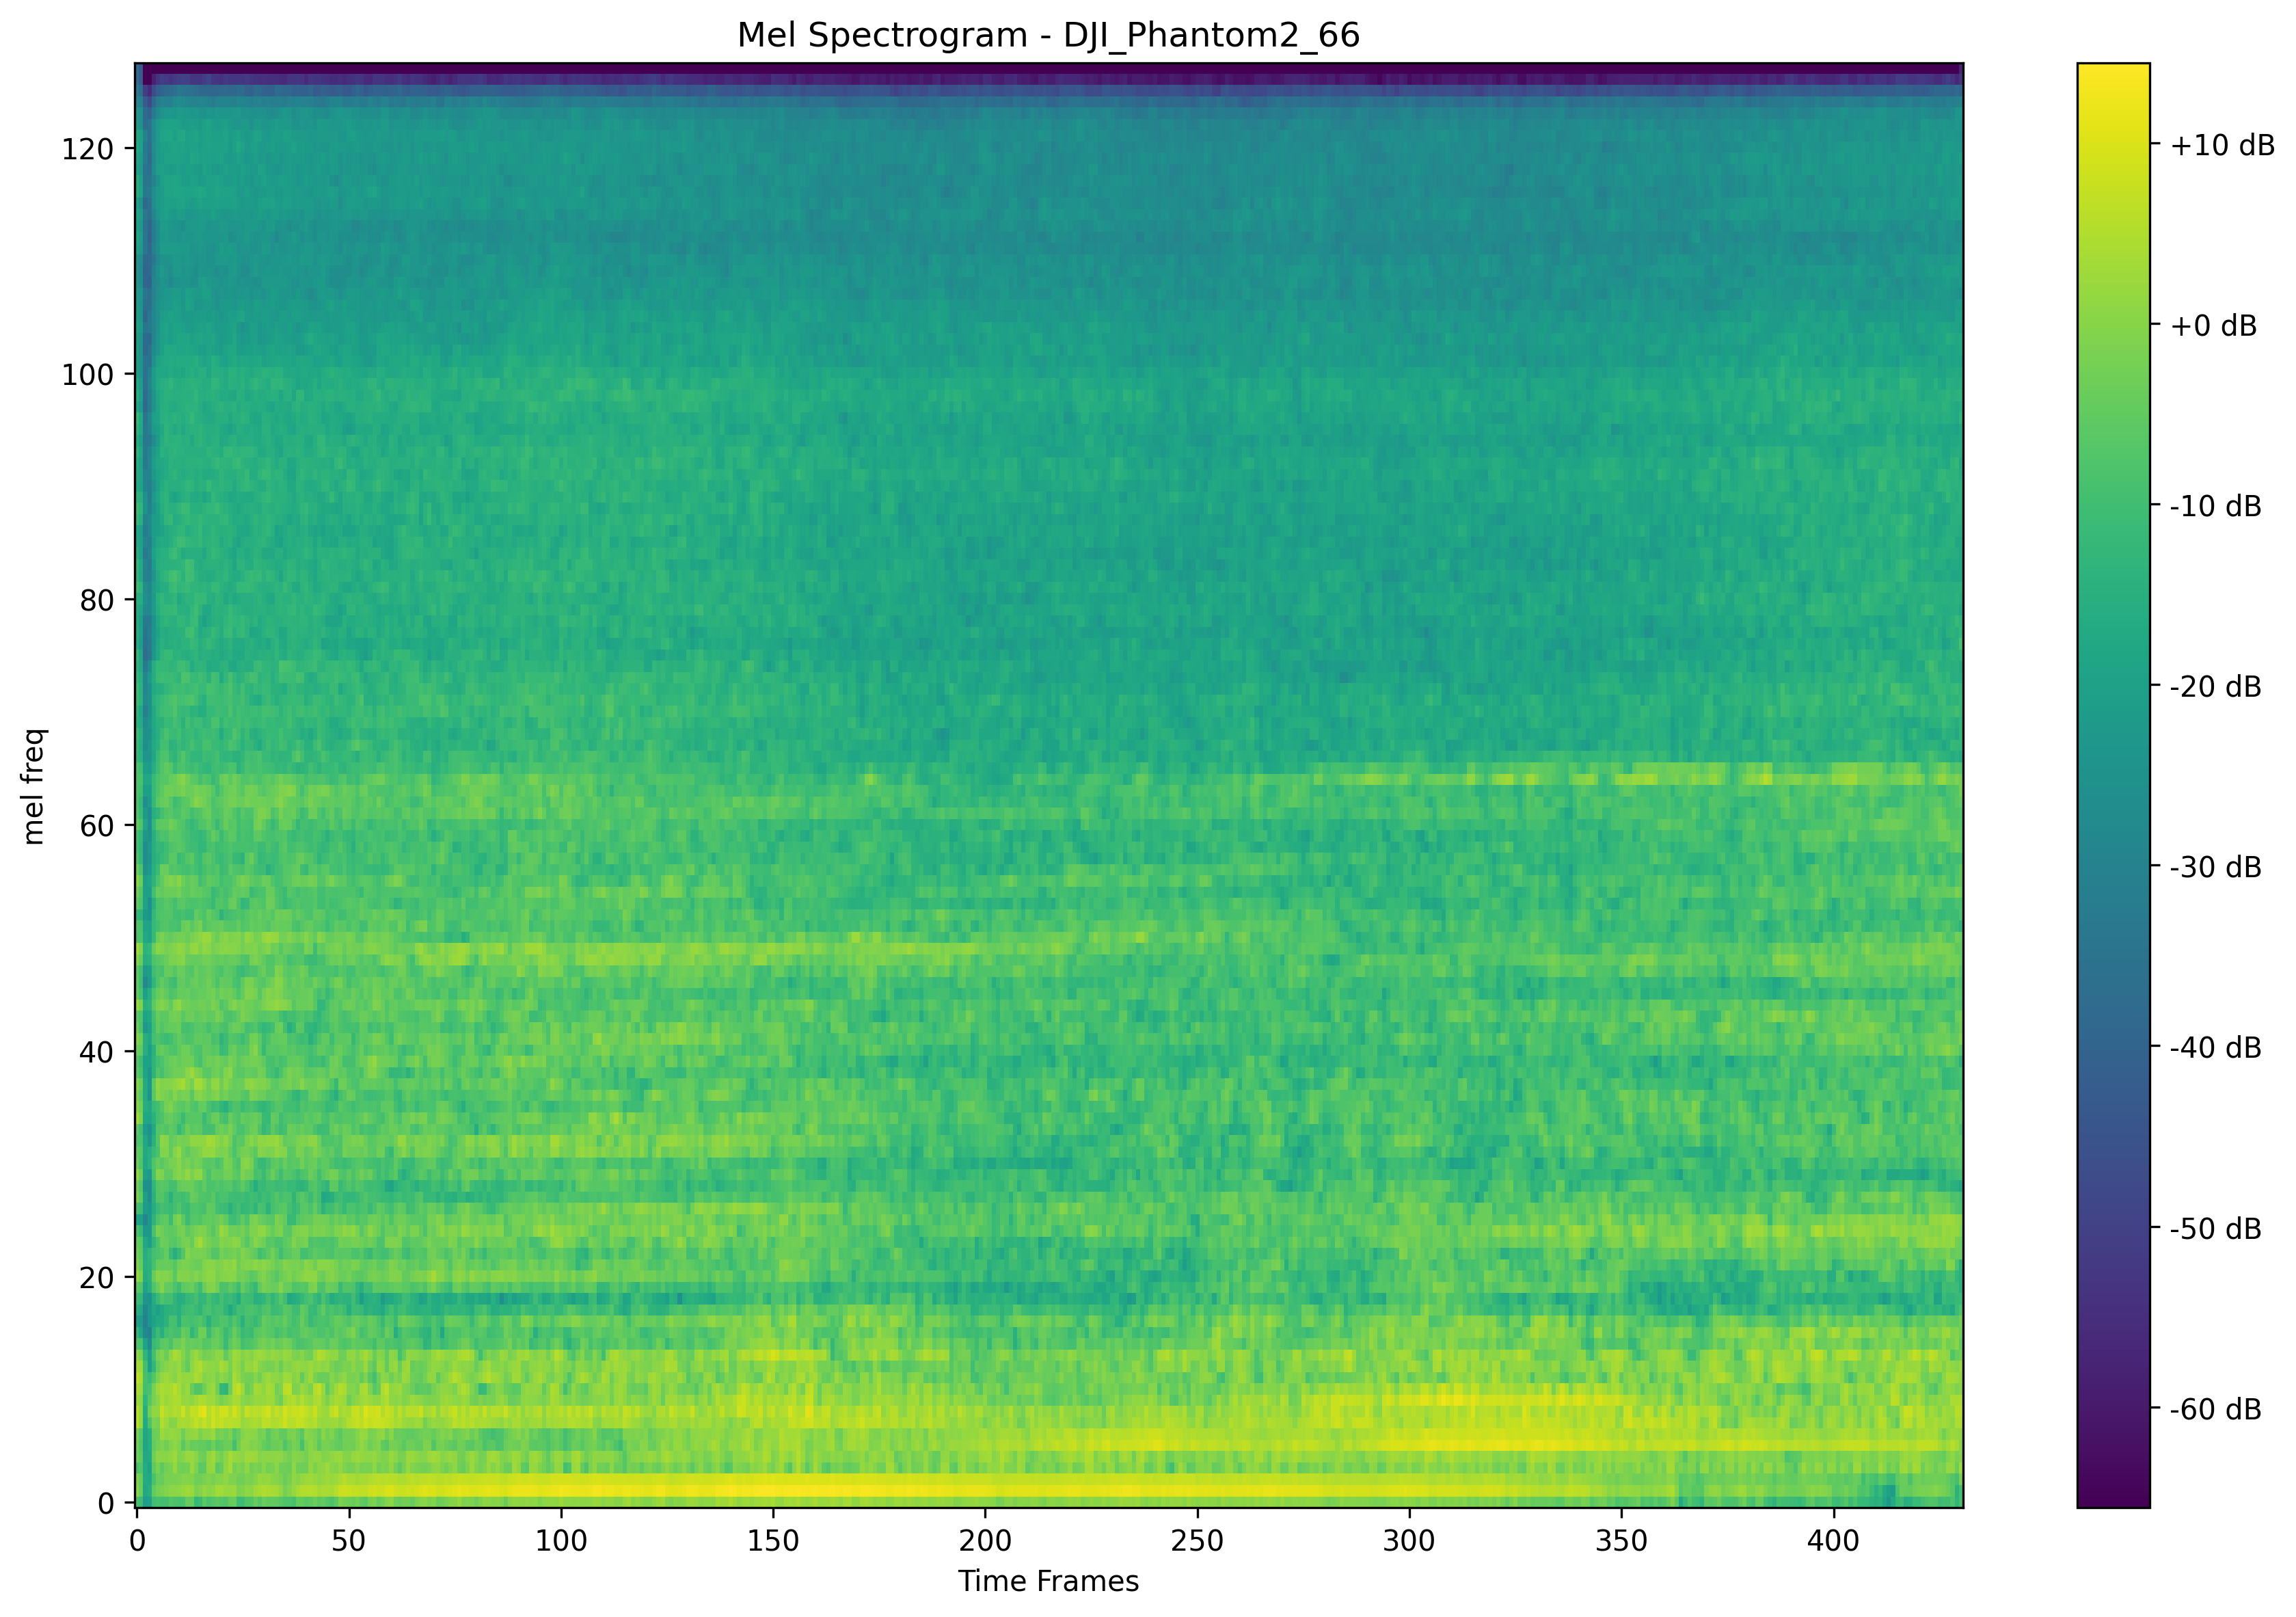 Mel Spectrogram - DJI_Phantom2_66
120
100
80
60
40
20
0
mel freq
0 50 100 150 200 250 300 350 400
Time Frames
+10 dB
+0 dB
-10 dB
-20 dB
-30 dB
-40 dB
-50 dB
-60 dB